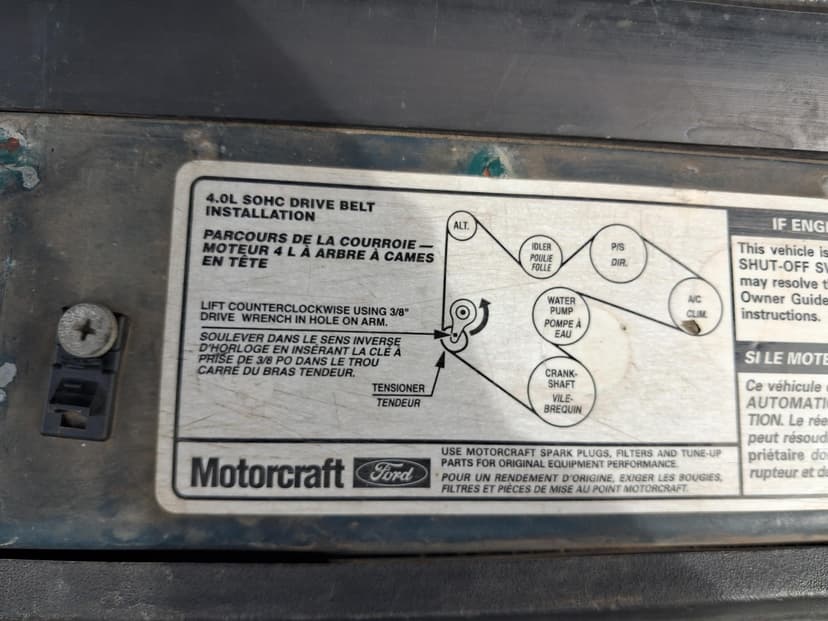 4.0L SOHC DRIVE BELT
INSTALLATION
PARCOURS DE LA COURROIE —
MOTEUR 4 L À ARBRE À CAMES
EN TÊTE
LIFT COUNTERCLOCKWISE USING 3/8"
DRIVE WRENCH IN HOLE ON ARM.
SOULEVER DANS LE SENS INVERSE
D'HORLOGE EN INSÉRANT LA CLÉ À
PRISE DE 3/8 PO DANS LE TROU
CARRÉ DU BRAS TENDEUR.
TENSIONER
TENDEUR
ALT.
IDLER
POULIE
FOLLE
P/S
DIR.
A/C
CLIM.
WATER
PUMP
POMPE À
EAU
CRANK-
SHAFT
VILE-
BREQUIN
Motorcraft
Ford
USE MOTORCRAFT SPARK PLUGS, FILTERS AND TUNE-UP
PARTS FOR ORIGINAL EQUIPMENT PERFORMANCE.
POUR UN RENDEMENT D'ORIGINE, EXIGER LES BOUGIES,
FILTRES ET PIÈCES DE MISE AU POINT MOTORCRAFT.
IF ENG
This vehicle is
SHUT-OFF SW
may resolve th
Owner Guide
instructions.
SI LE MOTE
Ce véhicule
AUTOMATI
TION. Le rée
peut résoud
priétaire do
rupteur et d